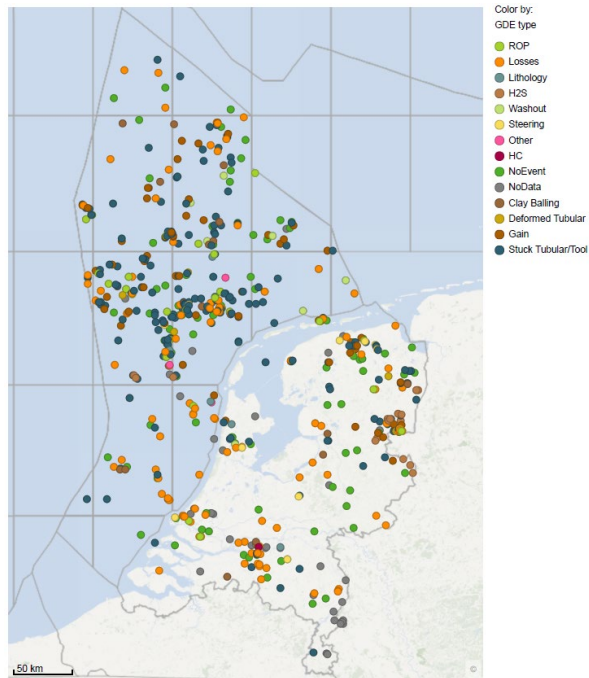 Color by:
GDE type
ROP
Losses
Lithology
H2S
Washout
Steering
Other
HC
NoEvent
NoData
Clay Balling
Deformed Tubular
Gain
Stuck Tubular/Tool
50 km
©